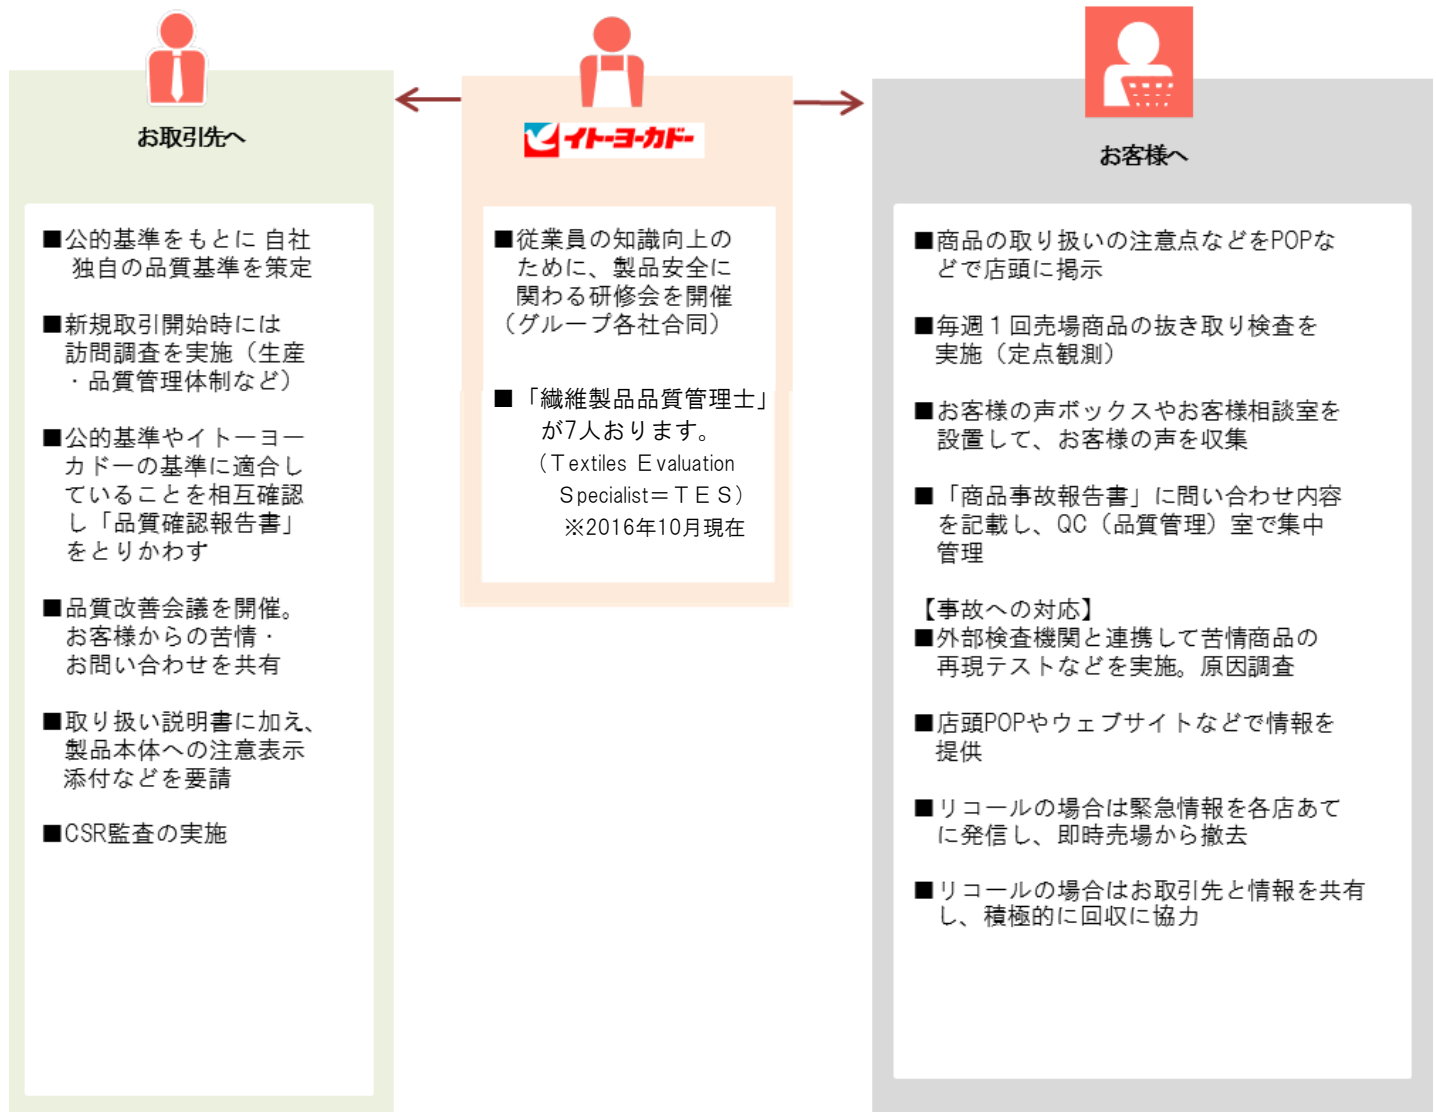 お取引先へ
■公的基準をもとに 自社
独自の品質基準を策定
■新規取引開始時には
訪問調査を実施（生産
・品質管理体制など）
■公的基準やイトーヨー
カドーの基準に適合し
ていることを相互確認
し「品質確認報告書」
をとりかわす
■品質改善会議を開催。
お客様からの苦情・
お問い合わせを共有
■取り扱い説明書に加え、
製品本体への注意表示
添付などを要請
■CSR監査の実施
イトーヨーカドー
■従業員の知識向上の
ために、製品安全に
関わる研修会を開催
（グループ各社合同）
■「繊維製品品質管理士」
が7人おります。
（Ｔextiles Ｅvaluation
Ｓpecialist＝ＴＥＳ）
※2016年10月現在
お客様へ
■商品の取り扱いの注意点などをPOPな
どで店頭に掲示
■毎週１回売場商品の抜き取り検査を
実施（定点観測）
■お客様の声ボックスやお客様相談室を
設置して、お客様の声を収集
■「商品事故報告書」に問い合わせ内容
を記載し、QC（品質管理）室で集中
管理
【事故への対応】
■外部検査機関と連携して苦情商品の
再現テストなどを実施。原因調査
■店頭POPやウェブサイトなどで情報を
提供
■リコールの場合は緊急情報を各店あて
に発信し、即時売場から撤去
■リコールの場合はお取引先と情報を共有
し、積極的に回収に協力